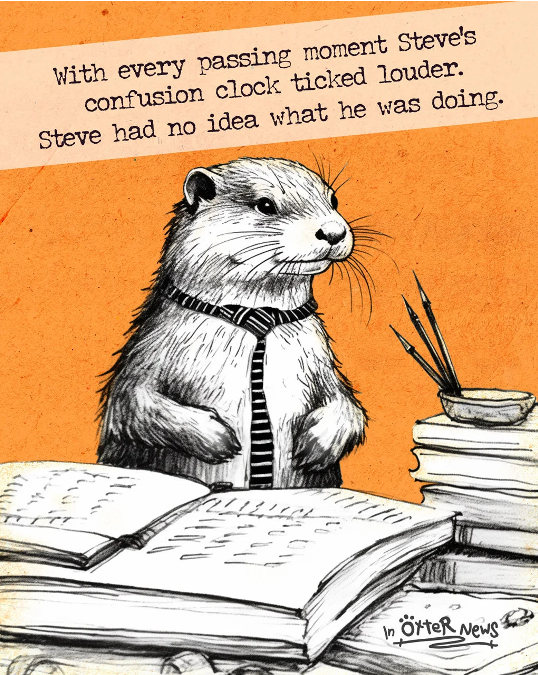 With every passing moment Steve's
confusion clock ticked louder.
Steve had no idea what he was doing.
In ÖTTER NEWS